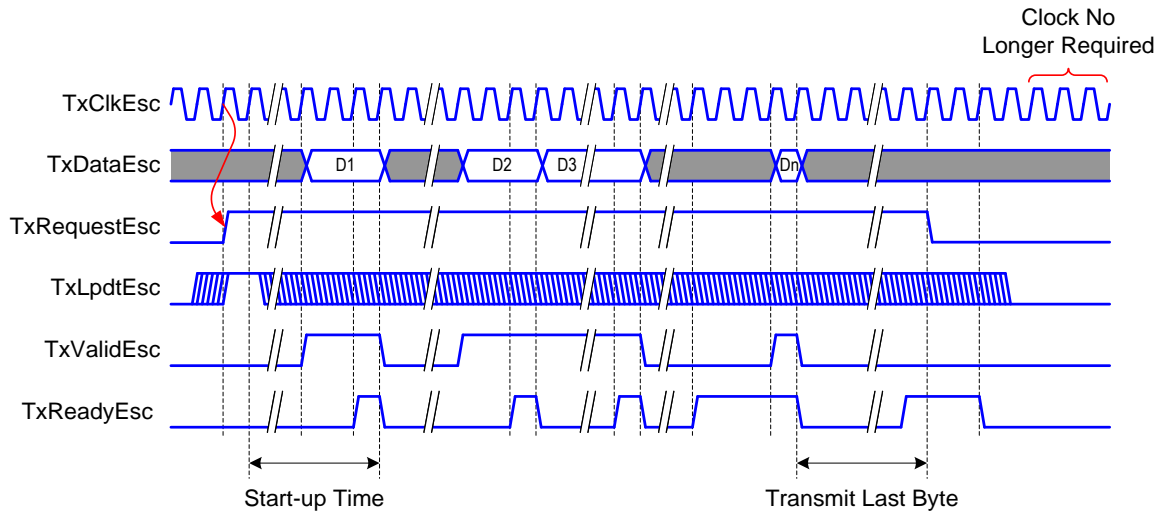 Clock No
Longer Required
TxClkEsc
TxDataEsc
D1
D2
D3
Dn
TxRequestEsc
TxLpdtEsc
TxValidEsc
TxReadyEsc
Start-up Time
Transmit Last Byte